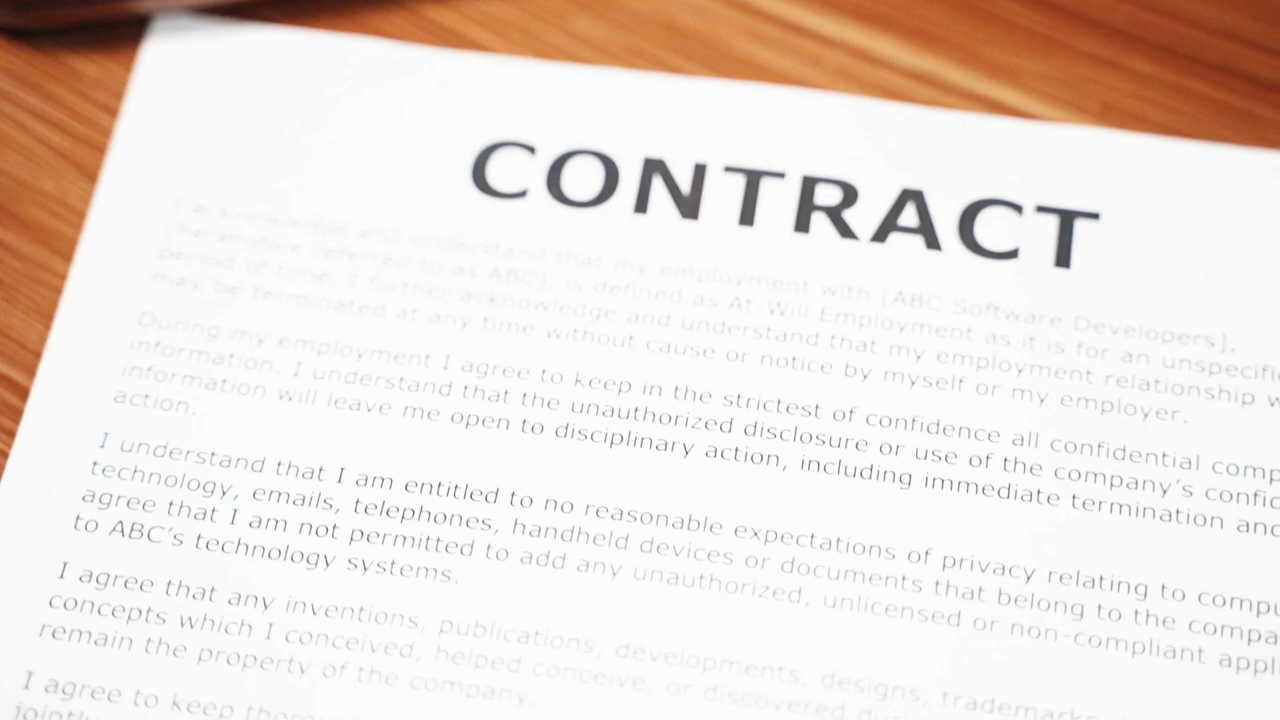 CONTRACT
I acknowledge and understand that my employment with [ABC Software Developers],
[hereinafter referred to as ABC], is defined as At-Will Employment as it is for an unspecifie
period of time. I further acknowledge and understand that my employment relationship w
may be terminated at any time without cause or notice by myself or my employer.
During my employment I agree to keep in the strictest of confidence all confidential comp
information. I understand that the unauthorized disclosure or use of the company's confid
information will leave me open to disciplinary action, including immediate termination and
action.
I understand that I am entitled to no reasonable expectations of privacy relating to compu
technology, emails, telephones, handheld devices or documents that belong to the compa
agree that I am not permitted to add any unauthorized, unlicensed or non-compliant appli
to ABC's technology systems.
I agree that any inventions, publications, developments, designs, trademarks
concepts which I conceived, helped conceive, or discovered du
remain the property of the company.
I agree to keep